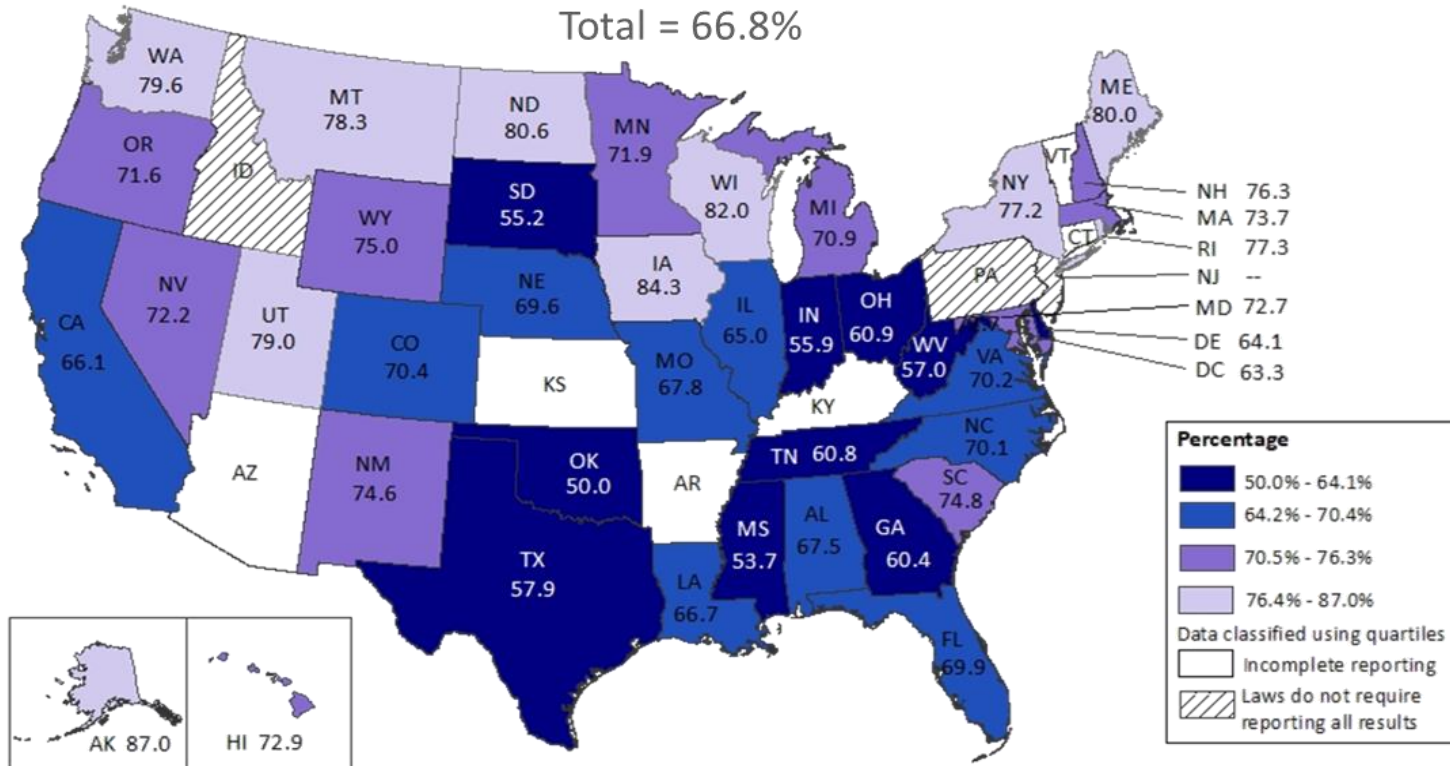 Total = 66.8%
WA
79.6
MT
78.3
ND
80.6
MN
71.9
ME
80.0
OR
71.6
ID
SD
55.2
WI
82.0
MI
70.9
NY
77.2
VT
NH 76.3
MA 73.7
RI 77.3
NJ --
MD 72.7
DE 64.1
DC 63.3
WY
75.0
IA
84.3
CT
PA
NV
72.2
UT
79.0
CA
66.1
CO
70.4
NE
69.6
IL
65.0
IN
55.9
OH
60.9
WV
57.0
VA
70.2
KS
MO
67.8
KY
NC
70.1
AZ
NM
74.6
OK
50.0
AR
TN 60.8
SC
74.8
TX
57.9
LA
66.7
MS
53.7
AL
67.5
GA
60.4
FL
69.9
AK 87.0
HI 72.9
Percentage
50.0% - 64.1%
64.2% - 70.4%
70.5% - 76.3%
76.4% - 87.0%
Data classified using quartiles
Incomplete reporting
Laws do not require
reporting all results